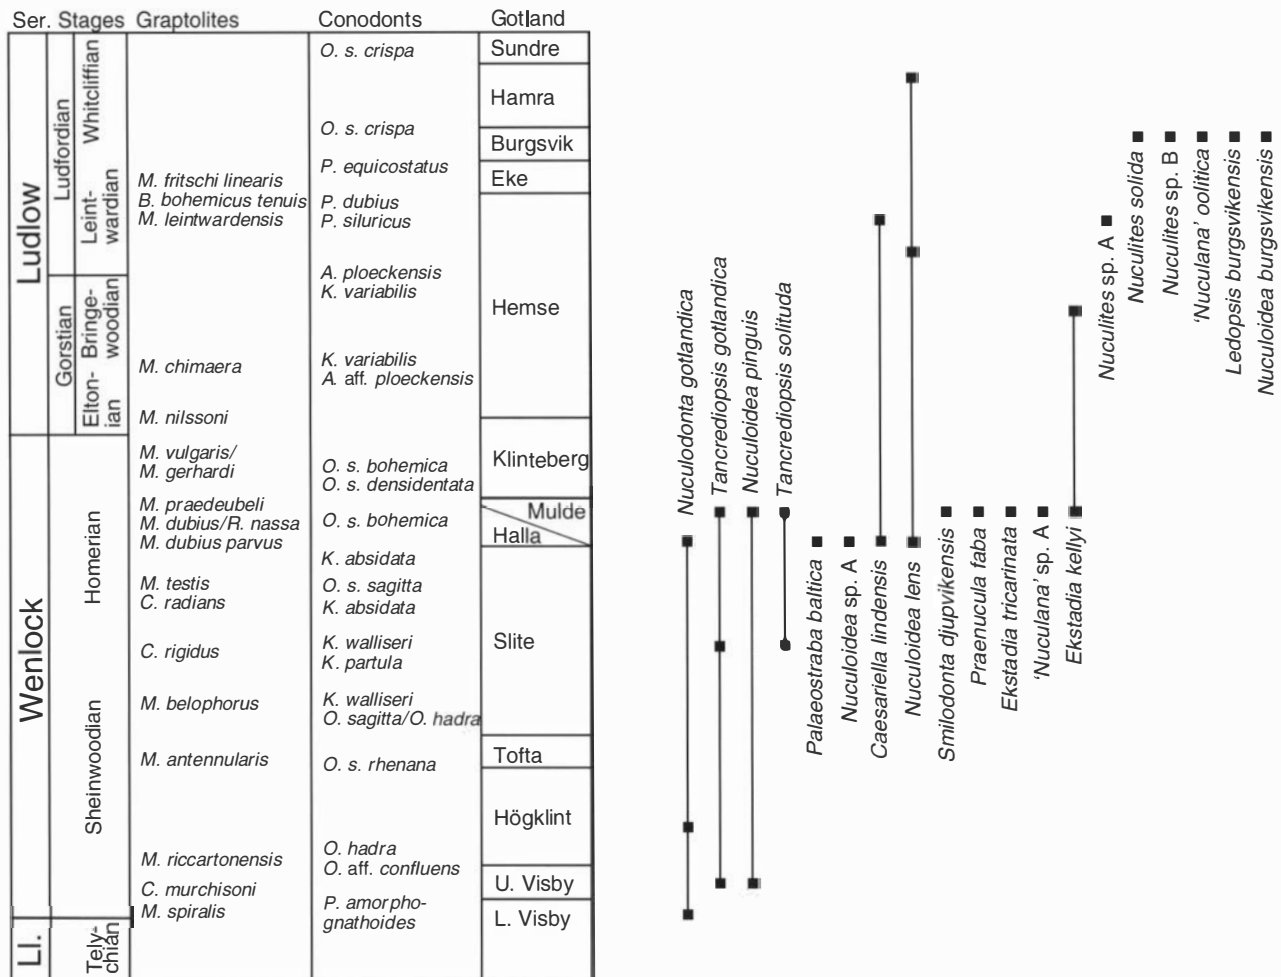 Ser. Stages Graptolites Conodonts Gotland
Ludlow
Wenlock
Ll.
Ludfordian
Gorstian
Whitcliffian
Leint-
wardian
Bringe-
woodian
Elton-
ian
Homerian
Sheinwoodian
Tely-
chian
M. fritschi linearis
B. bohemicus tenuis
M. leintwardensis
M. chimaera
M. nilssoni
M. vulgaris/
M. gerhardi
M. praedeubeli
M. dubius/R. nassa
M. dubius parvus
M. testis
C. radians
C. rigidus
M. belophorus
M. antennularis
M. riccartonensis
C. murchisoni
M. spiralis
O. s. crispa
O. s. crispa
P. equicostatus
P. dubius
P. siluricus
A. ploeckensis
K. variabilis
K. variabilis
A. aff. ploeckensis
O. s. bohemica
O. s. densidentata
O. s. bohemica
K. absidata
O. s. sagitta
K. absidata
K. walliseri
K. partula
K. walliseri
O. sagitta/O. hadra
O. s. rhenana
O. hadra
O. aff. confluens
P. amorpho-
gnathoides
Sundre
Hamra
Burgsvik
Eke
Hemse
Klinteberg
Mulde
Halla
Slite
Tofta
Högklint
U. Visby
L. Visby
Nuculodonta gotlandica
Tancrediopsis gotlandica
Nuculoidea pinguis
Tancrediopsis solituda
Palaeostraba baltica
Nuculoidea sp. A
Caesariella lindensis
Nuculoidea lens
Smilodonta djupvikensis
Praenucula faba
Ekstadia tricarinata
'Nuculana' sp. A
Ekstadia kellyi
Nuculites sp. A
Nuculites solida
Nuculites sp. B
'Nuculana' oolitica
Ledopsis burgsvikensis
Nuculoidea burgsvikensis